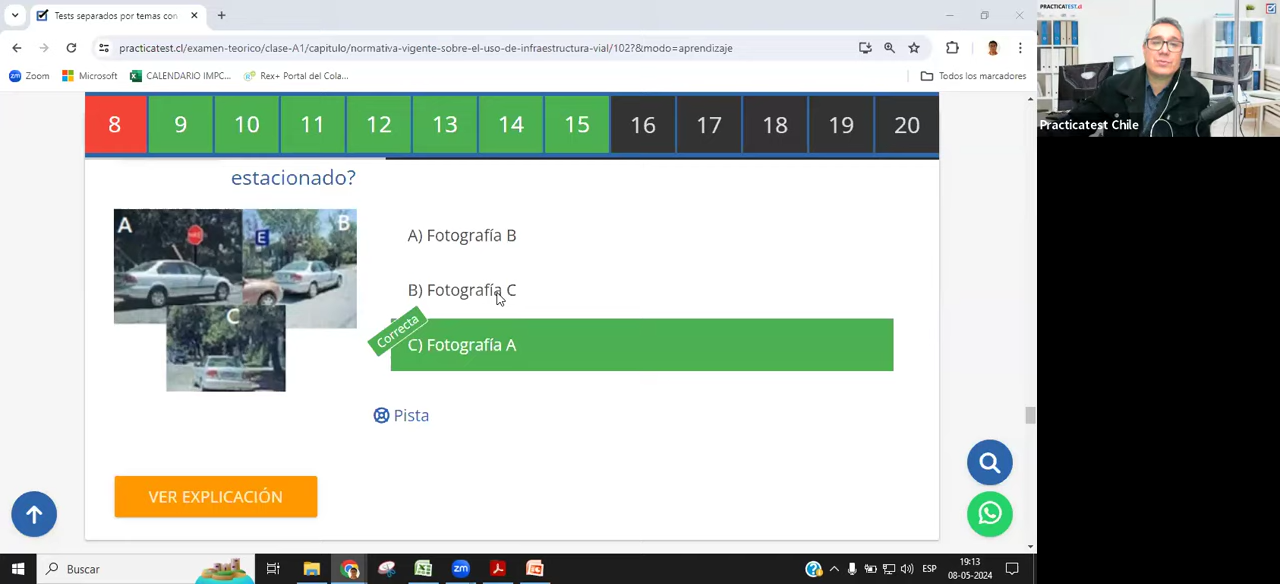 Tests separados por temas con
practicatest.cl/examen-teorico/clase-A1/capitulo/normativa-vigente-sobre-el-uso-de-infraestructura-vial/102?&modo=aprendizaje
Zoom
Microsoft
CALENDARIO IMPC...
Rex+ Portal del Cola...
Todos los marcadores
PRACTICATEST.cl
Practicatest Chile
8 9 10 11 12 13 14 15 16 17 18 19 20
estacionado?
A
B
E
C
A) Fotografía B
B) Fotografía C
Correcta
C) Fotografía A
Pista
VER EXPLICACIÓN
Buscar
ESP
19:13
08-05-2024